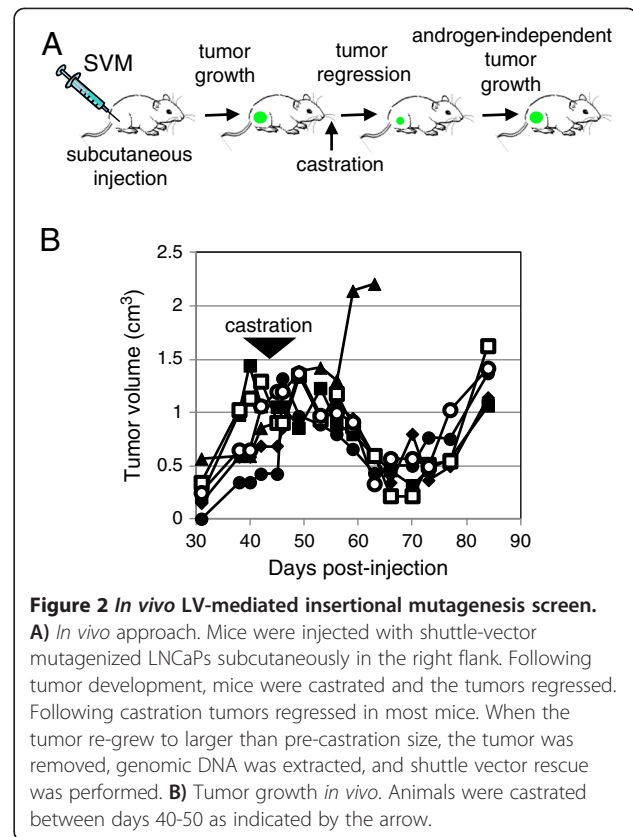 A
SVM
subcutaneous
injection
tumor
growth
castration
tumor
regression
androgen-independent
tumor
growth
B
Tumor volume (cm³)
2.5
2
1.5
1
0.5
0
castration
30 40 50 60 70 80 90
Days post-injection
Figure 2 In vivo LV-mediated insertional mutagenesis screen.
A) In vivo approach. Mice were injected with shuttle-vector
mutagenized LNCaPs subcutaneously in the right flank. Following
tumor development, mice were castrated and the tumors regressed.
Following castration tumors regressed in most mice. When the
tumor re-grew to larger than pre-castration size, the tumor was
removed, genomic DNA was extracted, and shuttle vector rescue
was performed. B) Tumor growth in vivo. Animals were castrated
between days 40-50 as indicated by the arrow.